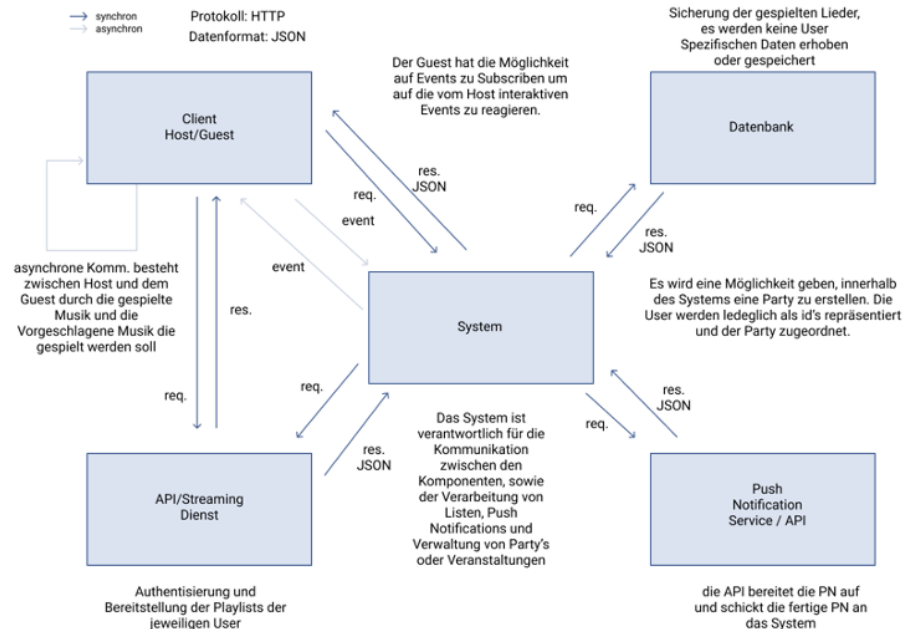 synchron
asynchron
Protokoll: HTTP
Datenformat: JSON
Sicherung der gespielten Lieder,
es werden keine User
Spezifischen Daten erhoben
oder gespeichert
Der Guest hat die Möglichkeit
auf Events zu Subscriben um
auf die vom Host interaktiven
Events zu reagieren.
Client
Host/Guest
Datenbank
res.
JSON
req.
event
event
req.
res.
JSON
asynchrone Komm. besteht
zwischen Host und dem
Guest durch die gespielte
Musik und die
Vorgeschlagene Musik die
gespielt werden soll
res.
req.
System
Es wird eine Möglichkeit geben, innerhalb
des Systems eine Party zu erstellen. Die
User werden ledeglich als id's repräsentiert
und der Party zugeordnet.
req.
res.
JSON
res.
JSON
req.
Das System ist
verantwortlich für die
Kommunikation
zwischen den
Komponenten, sowie
der Verarbeitung von
Listen, Push
Notifications und
Verwaltung von Party's
oder Veranstaltungen
API/Streaming
Dienst
Push
Notification
Service / API
Authentisierung und
Bereitstellung der Playlists der
jeweiligen User
die API bereitet die PN auf
und schickt die fertige PN an
das System